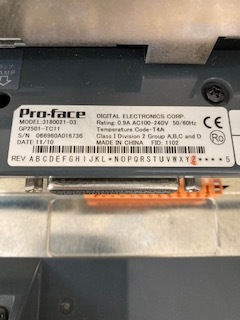 Pro-face
MODEL:3180021-03
GP2501-TC11
S/N: 066960A016736
DATE:11/10
DIGITAL ELECTRONICS CORP.
Rating: 0.9A AC100-240V 50/60Hz
Temperature Code-T4A
Class I Division 2 Group A,B,C and D
MADE IN CHINA FID: 1102
REV ABCDEFGHIJKL*NOPQRSTUVWXYZ****5